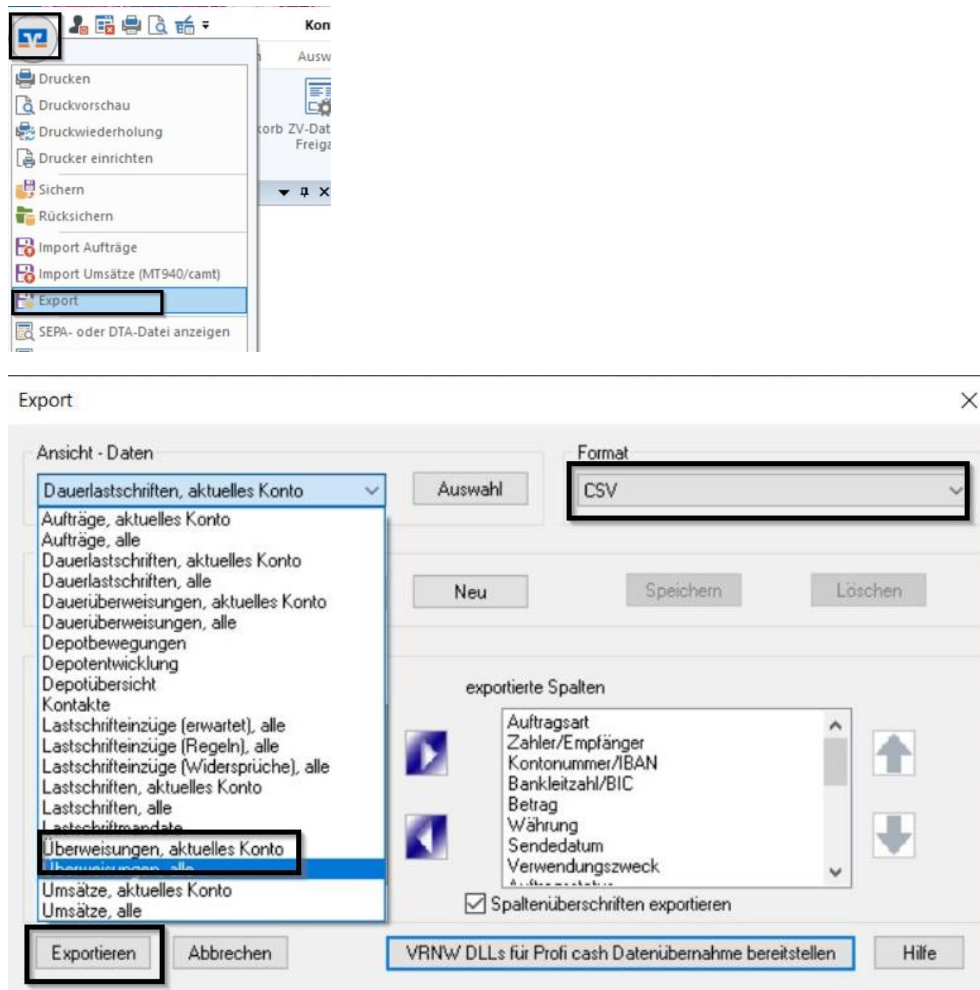 Kon
Ausw
Drucken
Druckvorschau
Druckwiederholung
Drucker einrichten
Sichern
Rücksichern
Import Aufträge
Import Umsätze (MT940/camt)
Export
SEPA- oder DTA-Datei anzeigen
korb ZV-Dat
Freiga
Export
Ansicht - Daten
Dauerlastschriften, aktuelles Konto
Auswahl
Format
CSV
Aufträge, aktuelles Konto
Aufträge, alle
Dauerlastschriften, aktuelles Konto
Dauerlastschriften, alle
Dauerüberweisungen, aktuelles Konto
Dauerüberweisungen, alle
Depotbewegungen
Depotentwicklung
Depotübersicht
Kontakte
Lastschrifteinzüge (erwartet), alle
Lastschrifteinzüge (Regeln), alle
Lastschrifteinzüge (Widersprüche), alle
Lastschriften, aktuelles Konto
Lastschriften, alle
Lastschriftmandate
Überweisungen, aktuelles Konto
Überweisungen, alle
Umsätze, aktuelles Konto
Umsätze, alle
Neu
Speichern
Löschen
exportierte Spalten
Auftragsart
Zahler/Empfänger
Kontonummer/IBAN
Bankleitzahl/BIC
Betrag
Währung
Sendedatum
Verwendungszweck
Spaltenüberschriften exportieren
Exportieren
Abbrechen
VRNW DLLs für Profi cash Datenübernahme bereitstellen
Hilfe